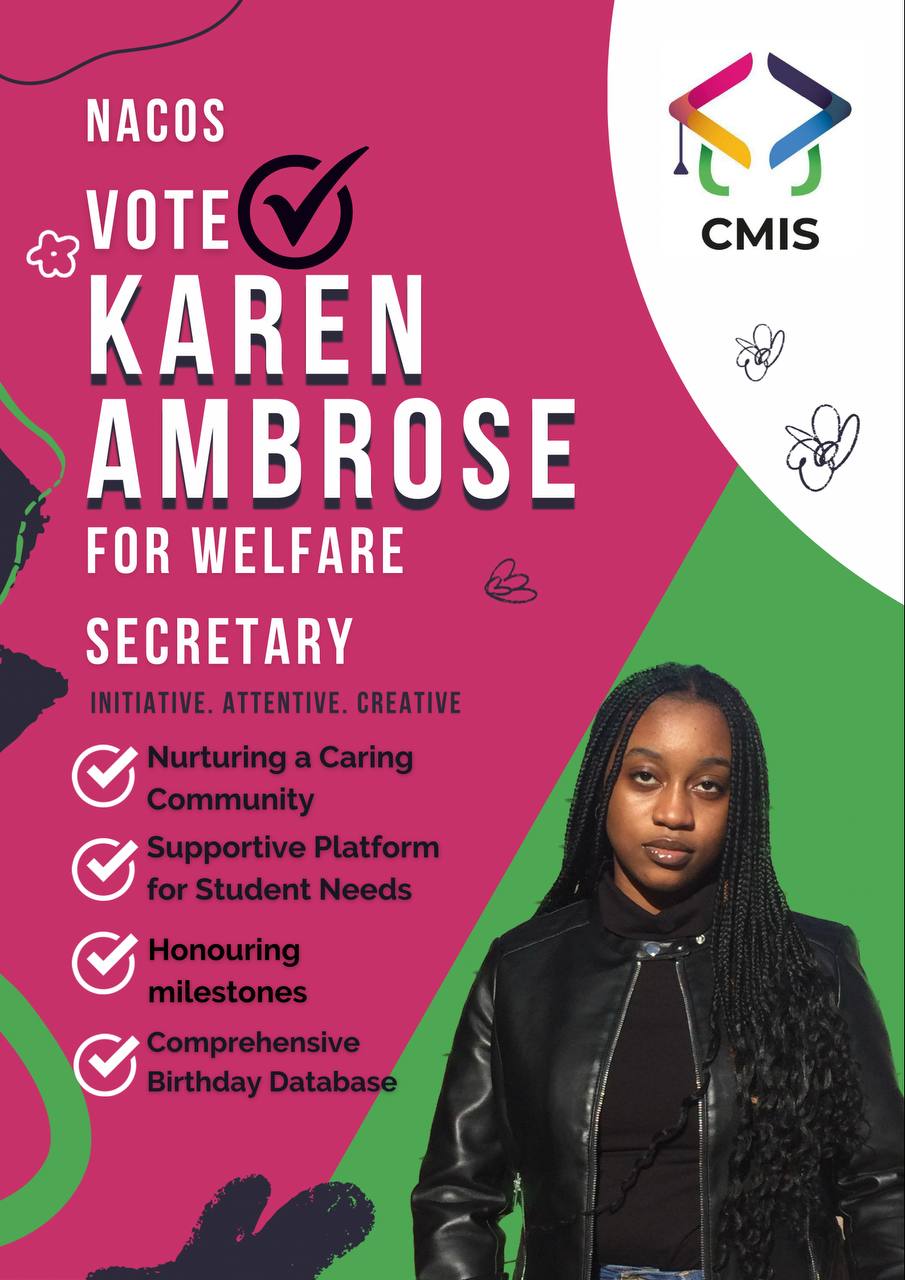 NACOS
CMIS
VOTE
KAREN
AMBROSE
FOR WELFARE
SECRETARY
INITIATIVE. ATTENTIVE. CREATIVE
Nurturing a Caring
Community
Supportive Platform
for Student Needs
Honouring
milestones
Comprehensive
Birthday Database